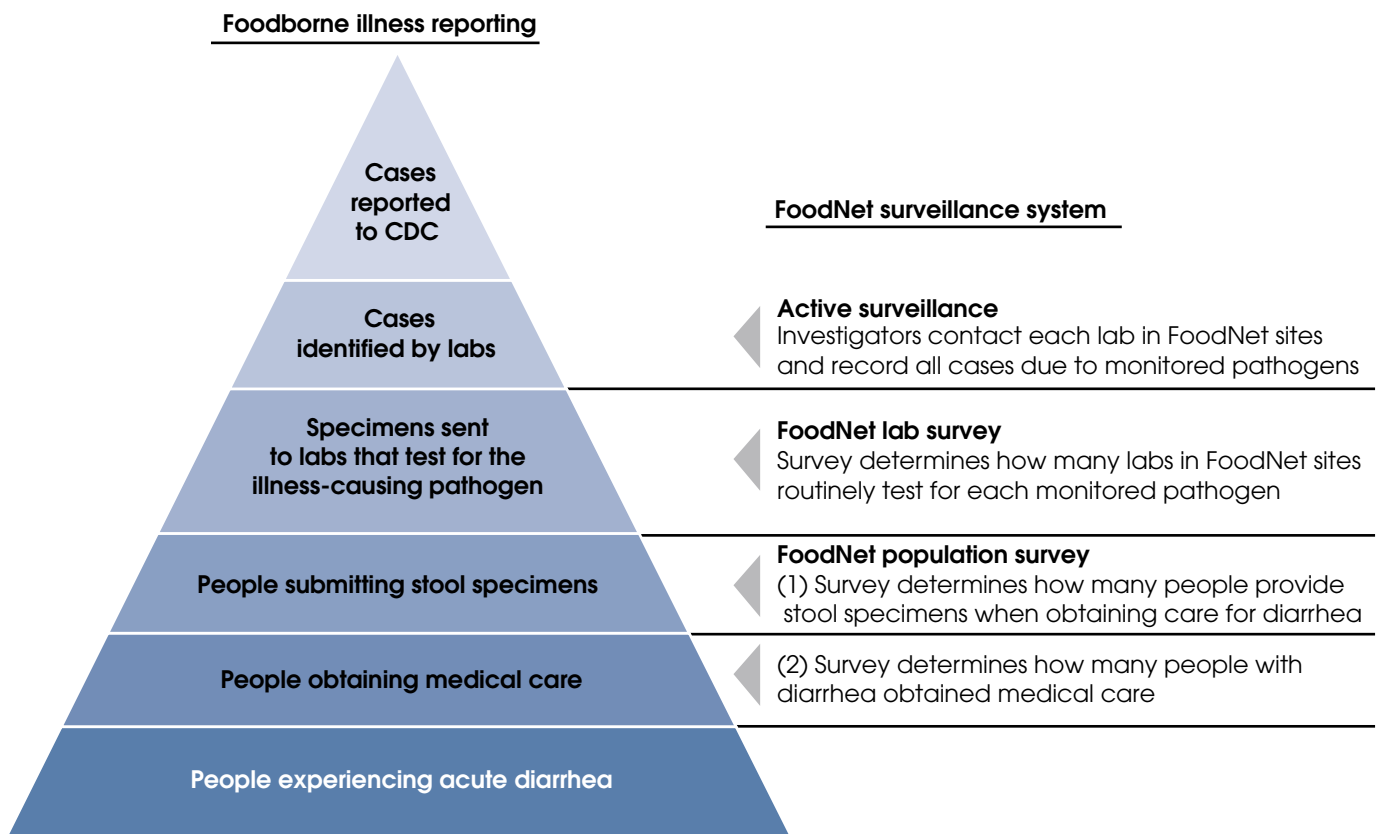 Foodborne illness reporting
Cases
reported
to CDC
Cases
identified by labs
Specimens sent
to labs that test for the
illness-causing pathogen
People submitting stool specimens
People obtaining medical care
People experiencing acute diarrhea
FoodNet surveillance system
Active surveillance
Investigators contact each lab in FoodNet sites
and record all cases due to monitored pathogens
FoodNet lab survey
Survey determines how many labs in FoodNet sites
routinely test for each monitored pathogen
FoodNet population survey
(1) Survey determines how many people provide
stool specimens when obtaining care for diarrhea
(2) Survey determines how many people with
diarrhea obtained medical care